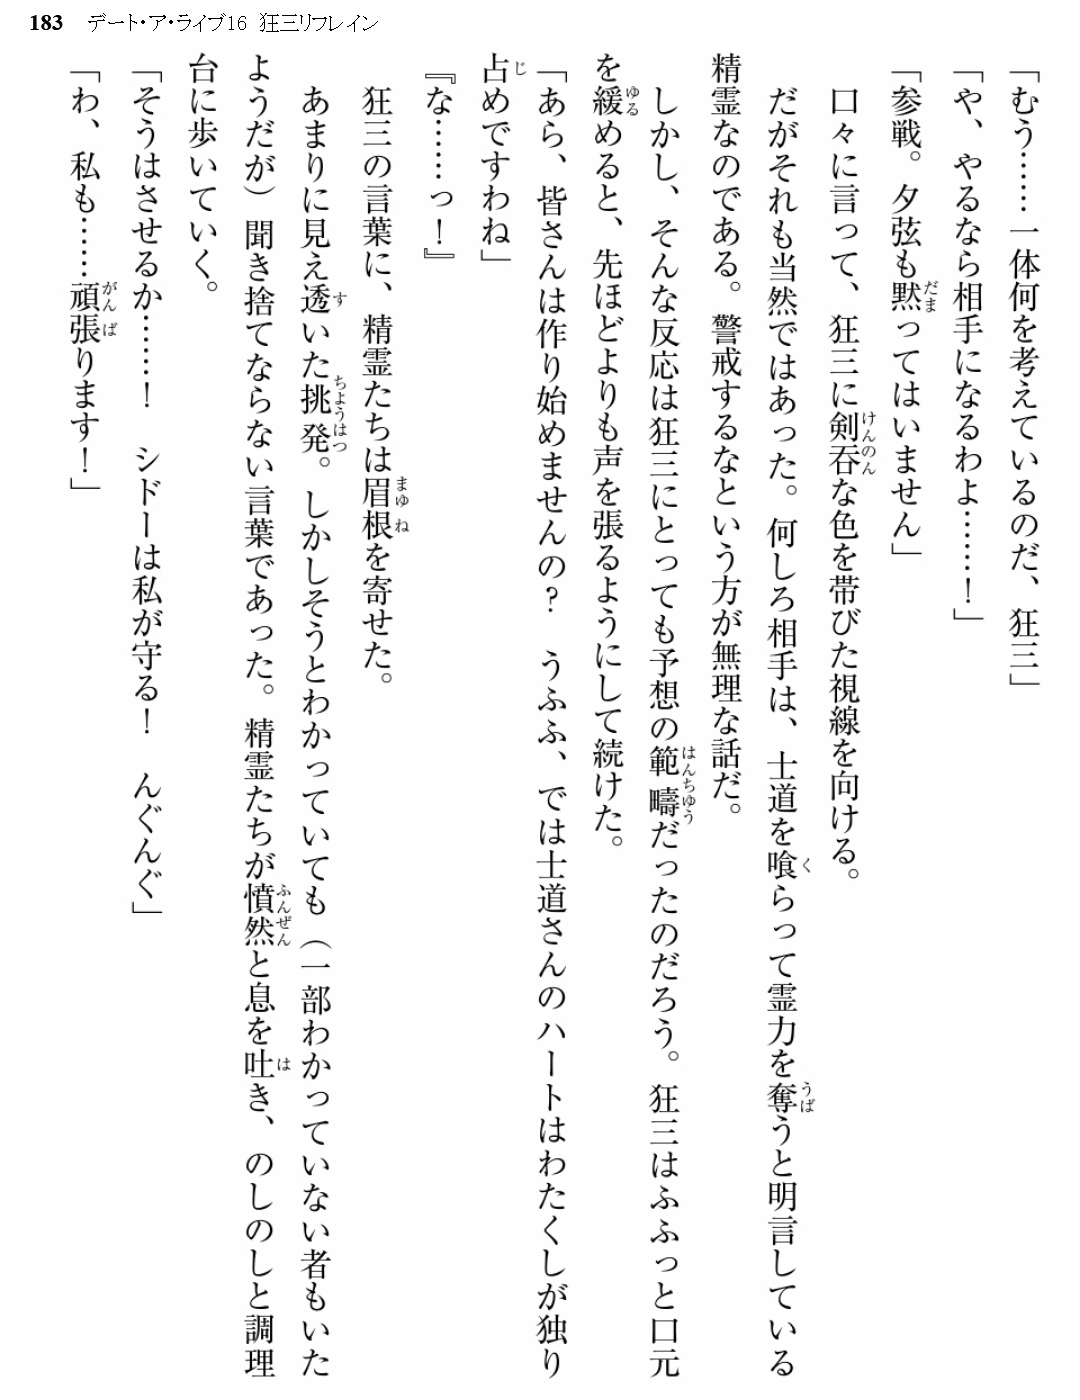 183 デート・ア・ライブ16 狂三リフレイン
「むう……一体何を考えているのだ、狂三」
「や、やるなら相手になるわよ……！」
「参戦。夕弦も黙ってはいません」
口々に言って、狂三に剣呑な色を帯びた視線を向ける。
だがそれも当然ではあった。何しろ相手は、士道を喰らって霊力を奪うと明言している
精霊なのである。警戒するなという方が無理な話だ。
しかし、そんな反応は狂三にとっても予想の範疇だったのだろう。狂三はふふっと口元
を緩めると、先ほどよりも声を張るようにして続けた。
「あら、皆さんは作り始めませんの？　うふふ、では士道さんのハートはわたくしが独り
占めですわね」
『な……っ！』
狂三の言葉に、精霊たちは眉根を寄せた。
あまりに見え透いた挑発。しかしそうとわかっていても（一部わかっていない者もいた
ようだが）聞き捨てならない言葉であった。精霊たちが憤然と息を吐き、のしのしと調理
台に歩いていく。
「そうはさせるか……！　シドーは私が守る！　んぐんぐ」
「わ、私も……頑張ります！」